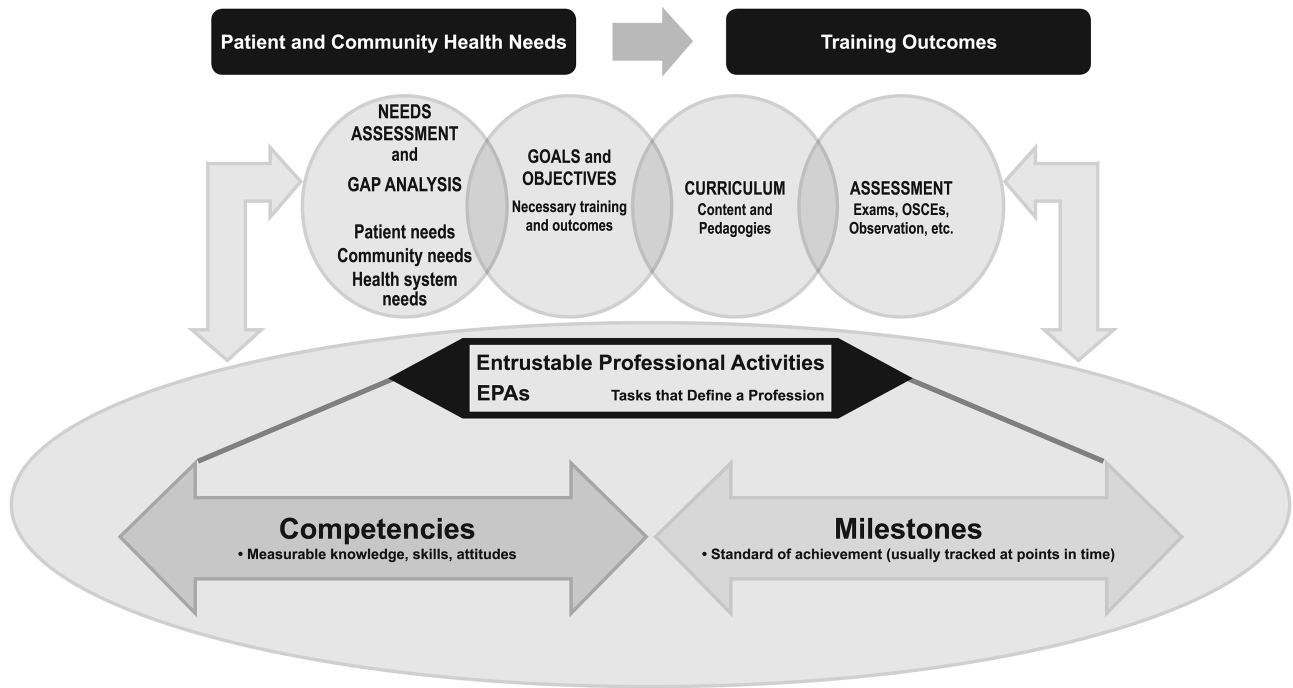 Patient and Community Health Needs
Training Outcomes
NEEDS
ASSESSMENT
and
GAP ANALYSIS
Patient needs
Community needs
Health system
needs
GOALS and
OBJECTIVES
Necessary training
and outcomes
CURRICULUM
Content and
Pedagogies
ASSESSMENT
Exams, OSCEs,
Observation, etc.
Entrustable Professional Activities
EPAs Tasks that Define a Profession
Competencies
• Measurable knowledge, skills, attitudes
Milestones
• Standard of achievement (usually tracked at points in time)